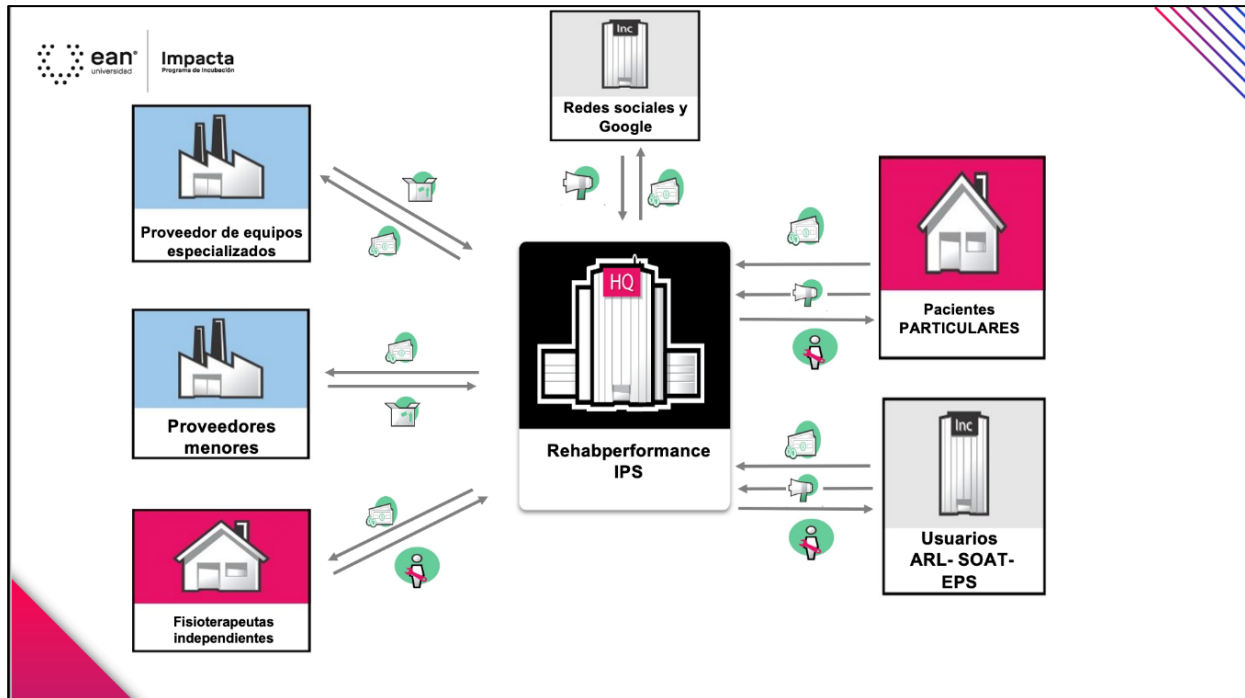 ean®
universidad
Impacta
Programa de Incubación
Inc
Redes sociales y
Google
Proveedor de equipos
especializados
HQ
Rehabperformance
IPS
Pacientes
PARTICULARES
Proveedores
menores
Inc
Usuarios
ARL- SOAT-
EPS
Fisioterapeutas
independientes